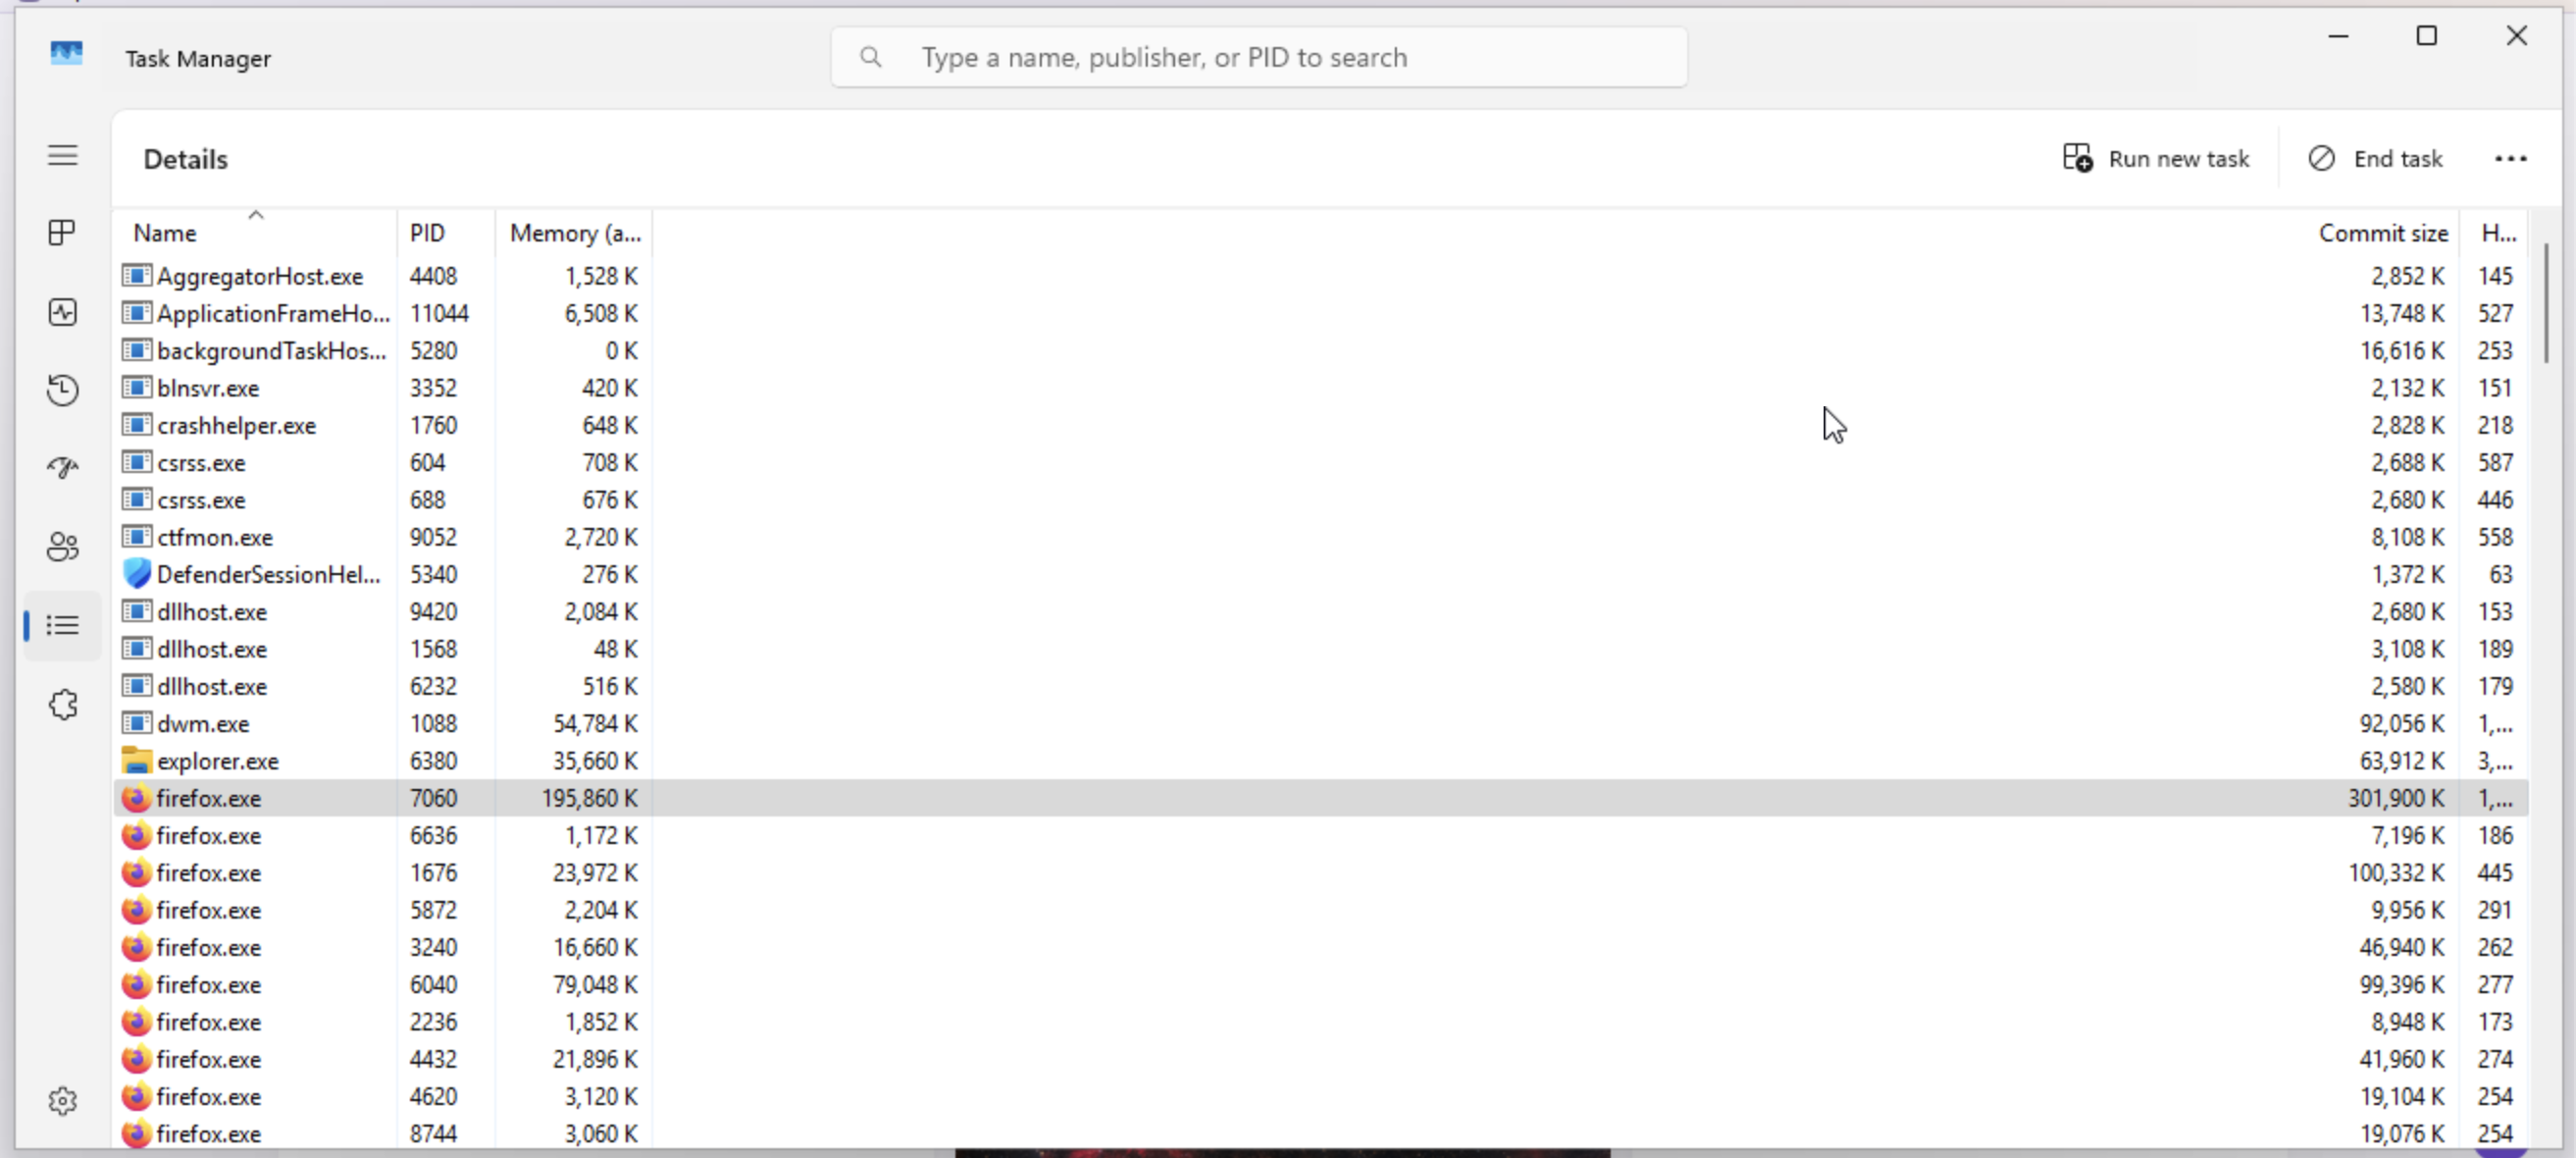 Task Manager
Type a name, publisher, or PID to search
Details
Run new task
End task
Name PID Memory (a... Commit size H...
AggregatorHost.exe 4408 1,528 K 2,852 K 145
ApplicationFrameHo... 11044 6,508 K 13,748 K 527
backgroundTaskHos... 5280 0 K 16,616 K 253
blnsvr.exe 3352 420 K 2,132 K 151
crashhelper.exe 1760 648 K 2,828 K 218
csrss.exe 604 708 K 2,688 K 587
csrss.exe 688 676 K 2,680 K 446
ctfmon.exe 9052 2,720 K 8,108 K 558
DefenderSessionHel... 5340 276 K 1,372 K 63
dllhost.exe 9420 2,084 K 2,680 K 153
dllhost.exe 1568 48 K 3,108 K 189
dllhost.exe 6232 516 K 2,580 K 179
dwm.exe 1088 54,784 K 92,056 K 1,...
explorer.exe 6380 35,660 K 63,912 K 3,...
firefox.exe 7060 195,860 K 301,900 K 1,...
firefox.exe 6636 1,172 K 7,196 K 186
firefox.exe 1676 23,972 K 100,332 K 445
firefox.exe 5872 2,204 K 9,956 K 291
firefox.exe 3240 16,660 K 46,940 K 262
firefox.exe 6040 79,048 K 99,396 K 277
firefox.exe 2236 1,852 K 8,948 K 173
firefox.exe 4432 21,896 K 41,960 K 274
firefox.exe 4620 3,120 K 19,104 K 254
firefox.exe 8744 3,060 K 19,076 K 254